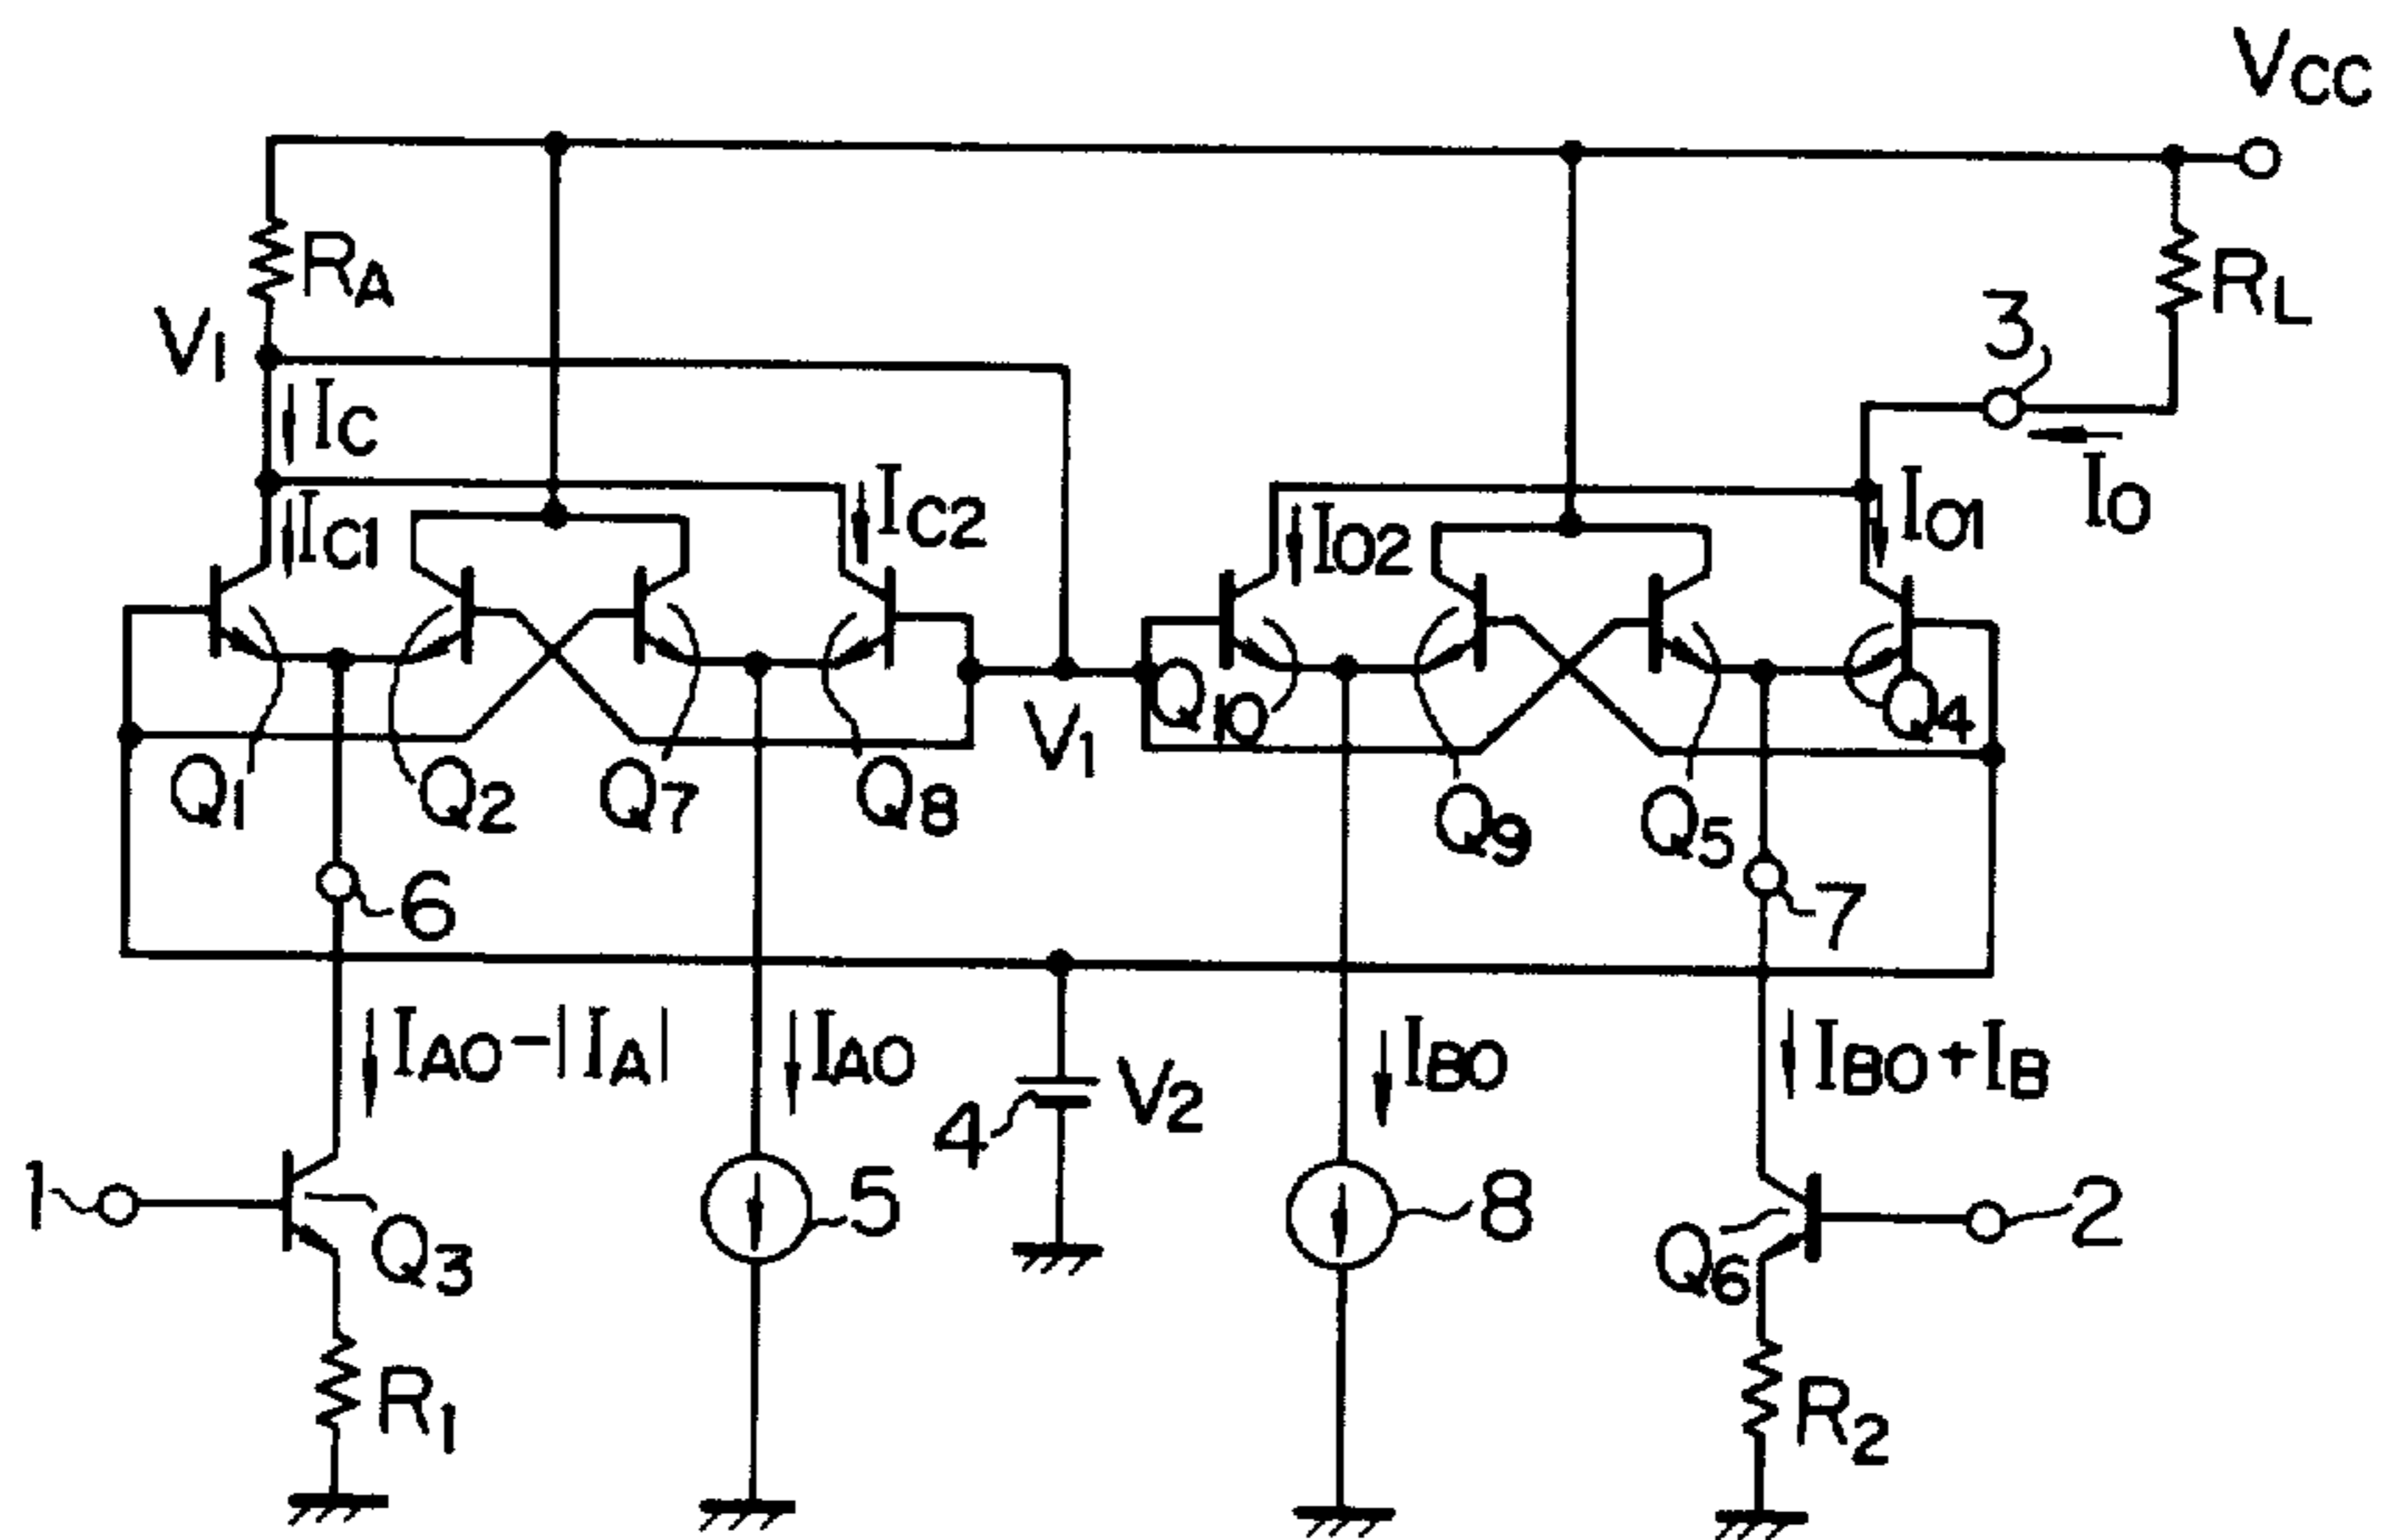 VCC
RA
RL
3
V1
IC
IO
IC1
IC2
IO2
IO1
Q10
Q4
V1
Q1
Q2
Q7
Q8
Q9
Q5
6
7
IAO-|IA|
IAO
V2
IBO
IBO+IB
4
1
5
8
2
Q3
Q6
R1
R2